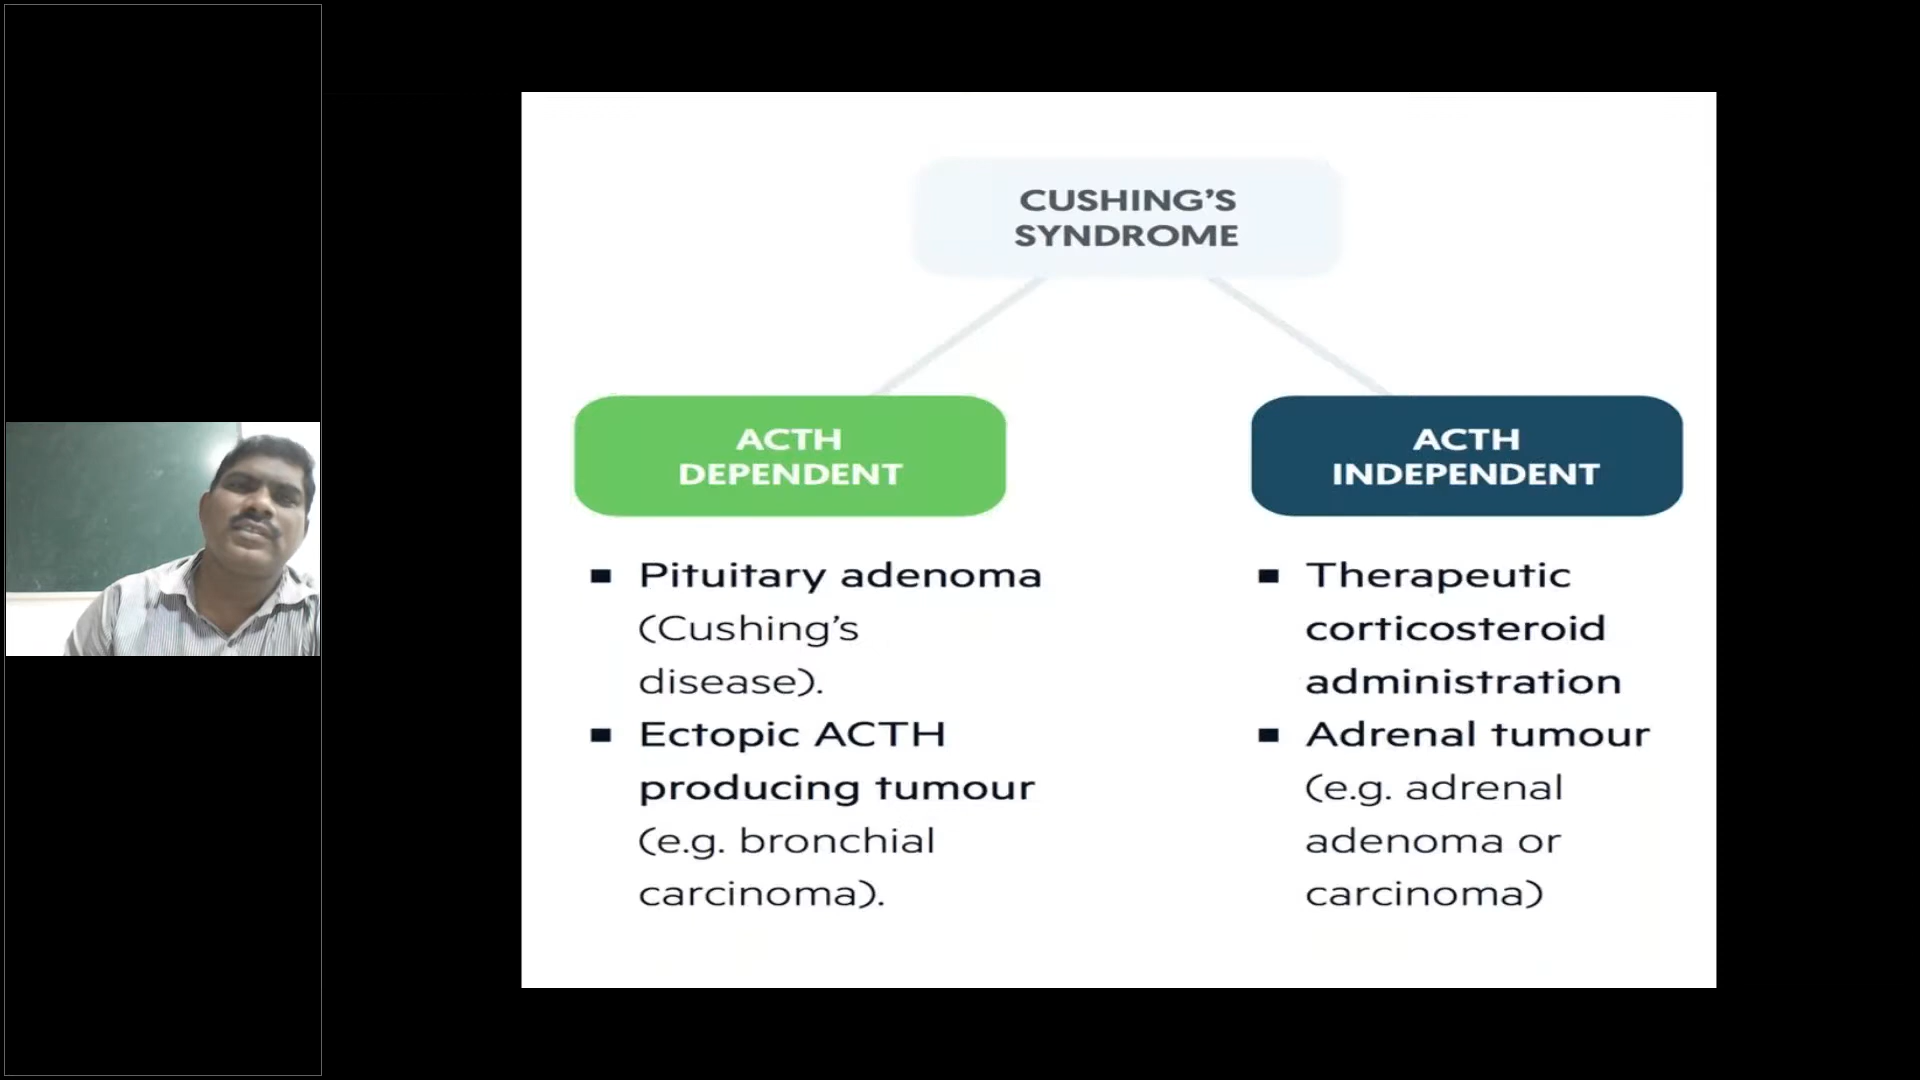 CUSHING’S
SYNDROME
ACTH
DEPENDENT
▪ Pituitary adenoma
(Cushing’s
disease).
▪ Ectopic ACTH
producing tumour
(e.g. bronchial
carcinoma).
ACTH
INDEPENDENT
▪ Therapeutic
corticosteroid
administration
▪ Adrenal tumour
(e.g. adrenal
adenoma or
carcinoma)